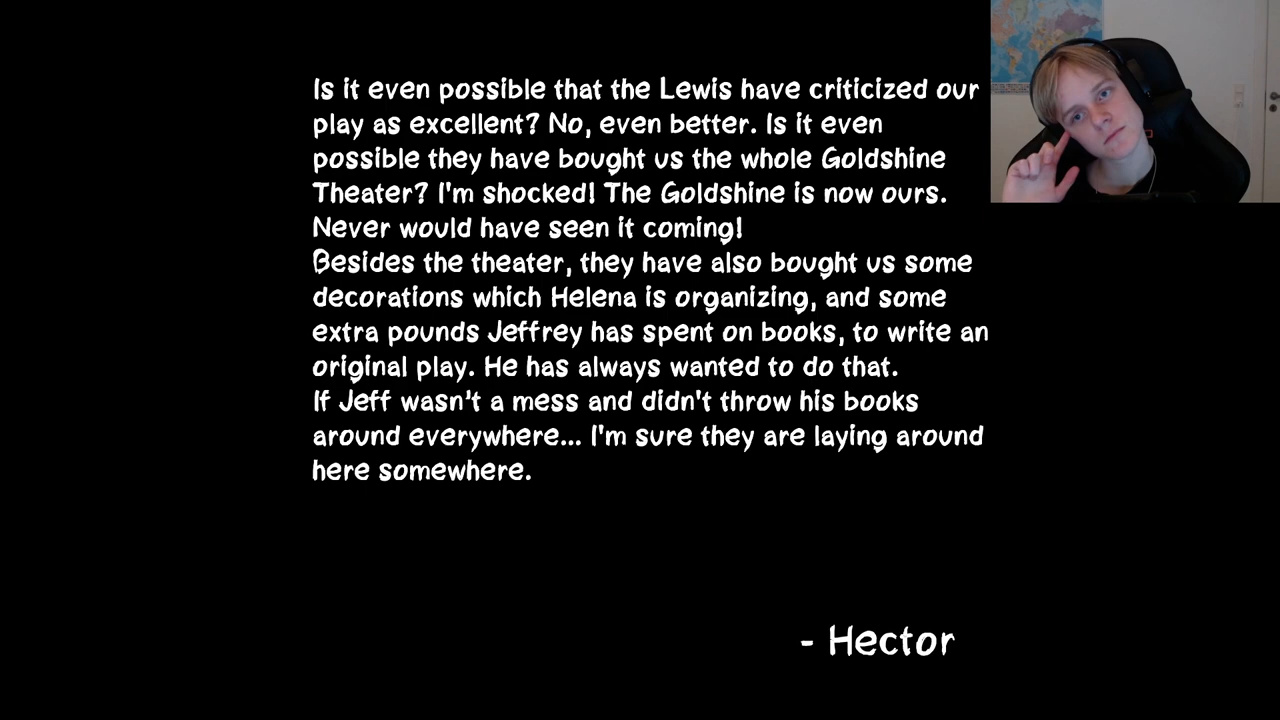 Is it even possible that the Lewis have criticized our
play as excellent? No, even better. Is it even
possible they have bought us the whole Goldshine
Theater? I'm shocked! The Goldshine is now ours.
Never would have seen it coming!
Besides the theater, they have also bought us some
decorations which Helena is organizing, and some
extra pounds Jeffrey has spent on books, to write an
original play. He has always wanted to do that.
If Jeff wasn't a mess and didn't throw his books
around everywhere... I'm sure they are laying around
here somewhere.
- Hector